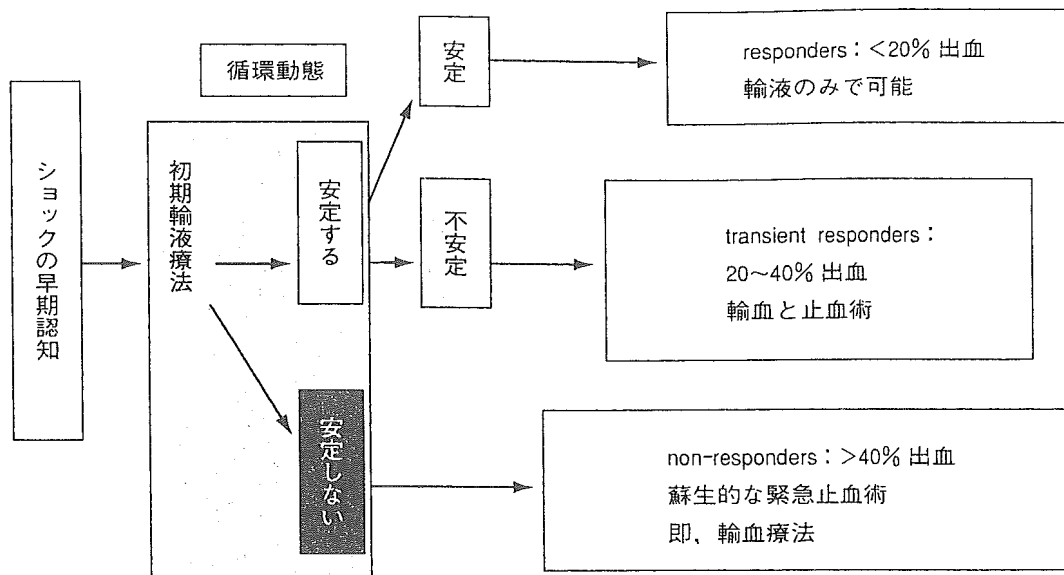 ショックの早期認知
循環動態
初期輸液療法
安定する
安定しない
安定
不安定
responders：<20% 出血
輸液のみで可能
transient responders：
20～40% 出血
輸血と止血術
non-responders：>40% 出血
蘇生的な緊急止血術
即，輸血療法